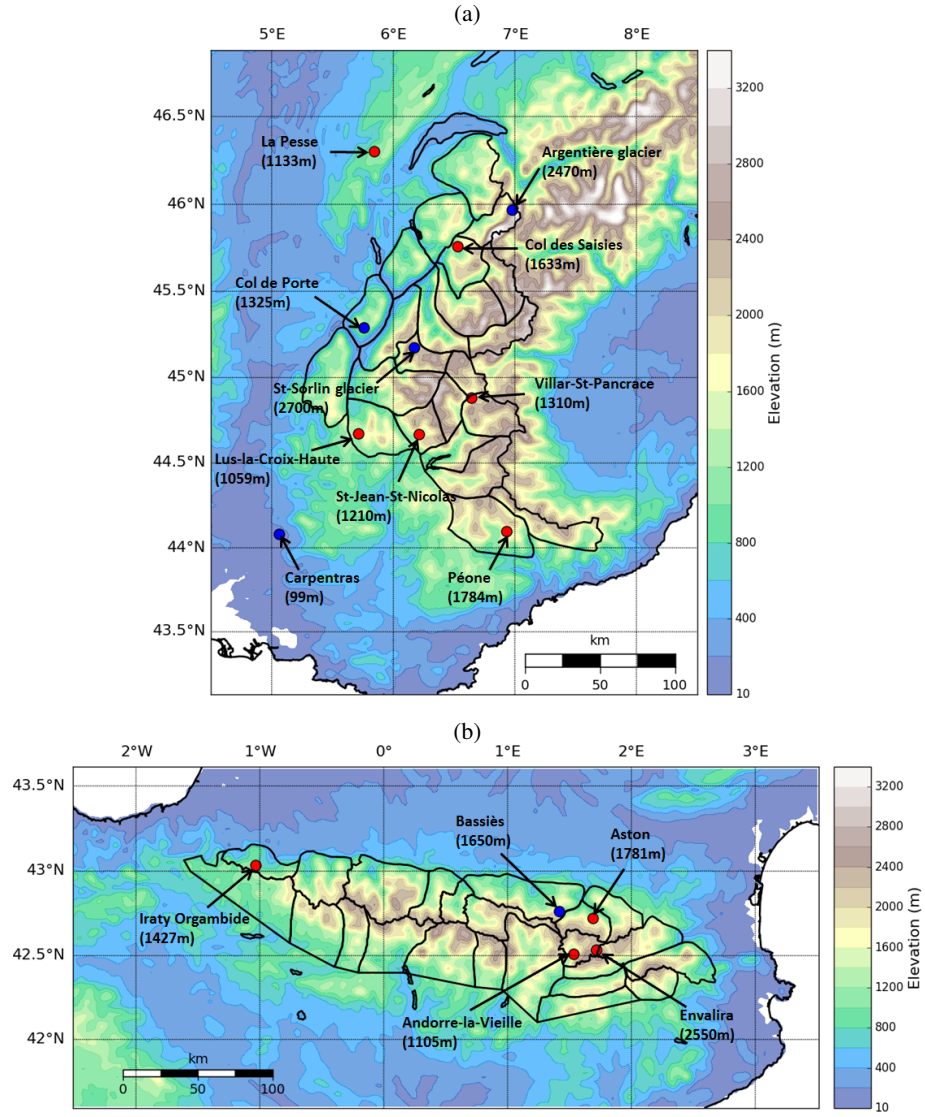 (a)
5°E 6°E 7°E 8°E
46.5°N
46°N
45.5°N
45°N
44.5°N
44°N
43.5°N
La Pesse
(1133m)
Argentière glacier
(2470m)
Col des Saisies
(1633m)
Col de Porte
(1325m)
St-Sorlin glacier
(2700m)
Villar-St-Pancrace
(1310m)
Lus-la-Croix-Haute
(1059m)
St-Jean-St-Nicolas
(1210m)
Carpentras
(99m)
Péone
(1784m)
km
0 50 100
3200
2800
2400
2000
1600
1200
800
400
10
Elevation (m)
(b)
2°W 1°W 0°E 1°E 2°E 3°E
43.5°N
43°N
42.5°N
42°N
Bassiès
(1650m)
Aston
(1781m)
Iraty Orgambide
(1427m)
Andorre-la-Vieille
(1105m)
Envalira
(2550m)
km
0 50 100
3200
2800
2400
2000
1600
1200
800
400
10
Elevation (m)